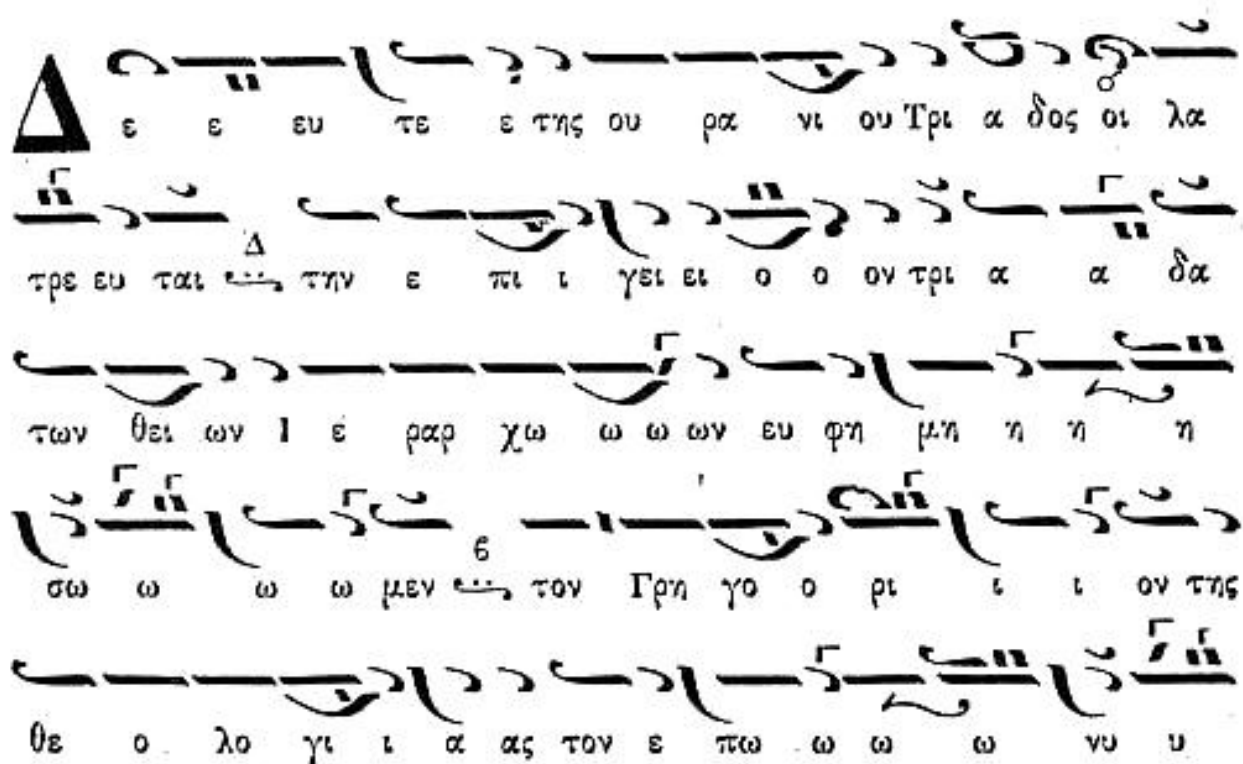 Δ ε ε ευ τε ε της ου ρα νι ου Τρι α δος οι λα
τρε ευ ται Δ την ε πι ι γει ει ο ο ον τρι α α δα
των θει ων Ι ε ραρ χω ω ω ων ευ φη μη η η η
σω ω ω ω μεν 6 τον Γρη γο ο ρι ι ι ον της
θε ο λο γι ι α ας τον ε πω ω ω ω νυ υ